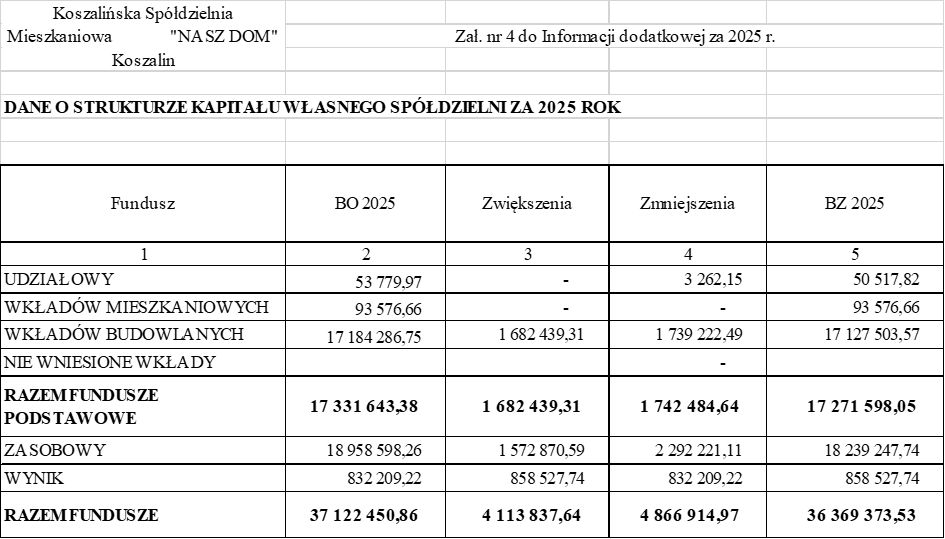 Koszalińska Spółdzielnia
Mieszkaniowa "NASZ DOM"
Koszalin
Zał. nr 4 do Informacji dodatkowej za 2025 r.
DANE O STRUKTURZE KAPITAŁU WŁASNEGO SPÓŁDZIELNI ZA 2025 ROK
Fundusz BO 2025 Zwiększenia Zmniejszenia BZ 2025
1 2 3 4 5
UDZIAŁOWY 53 779,97 - 3 262,15 50 517,82
WKŁADÓW MIESZKANIOWYCH 93 576,66 - - 93 576,66
WKŁADÓW BUDOWLANYCH 17 184 286,75 1 682 439,31 1 739 222,49 17 127 503,57
NIE WNIESIONE WKŁADY -
RAZEM FUNDUSZE
PODSTAWOWE 17 331 643,38 1 682 439,31 1 742 484,64 17 271 598,05
ZASOBOWY 18 958 598,26 1 572 870,59 2 292 221,11 18 239 247,74
WYNIK 832 209,22 858 527,74 832 209,22 858 527,74
RAZEM FUNDUSZE 37 122 450,86 4 113 837,64 4 866 914,97 36 369 373,53